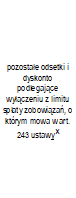 pozostałe odsetki i
dyskonto
podlegające
wyłączeniu z limitu
spłaty zobowiązań, o
którym mowa w art.
243 ustawy x